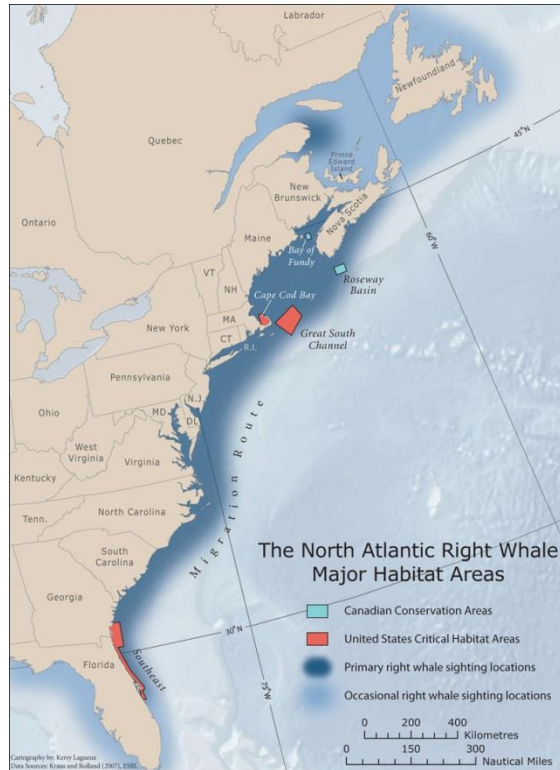 Labrador
Newfoundland
Quebec
45°N
Prince
Edward
Island
New
Brunswick
Nova Scotia
Ontario
Maine
60°W
Bay of
Fundy
Roseway
Basin
VT
NH
Cape Cod Bay
New York
MA
Great South
Channel
CT
R.I.
Pennsylvania
N.J.
Ohio
MD
DL
West
Virginia
Virginia
Kentucky
Migration Route
Tenn.
North Carolina
South
Carolina
The North Atlantic Right Whale
Major Habitat Areas
Georgia
Canadian Conservation Areas
30°N
United States Critical Habitat Areas
Florida
Southeast
Primary right whale sighting locations
75°W
Occasional right whale sighting locations
0 200 400
Kilometres
0 150 300
Nautical Miles
Cartography by: Kerry Lagueux
Data Sources: Kraus and Rolland (2007), ESRI.